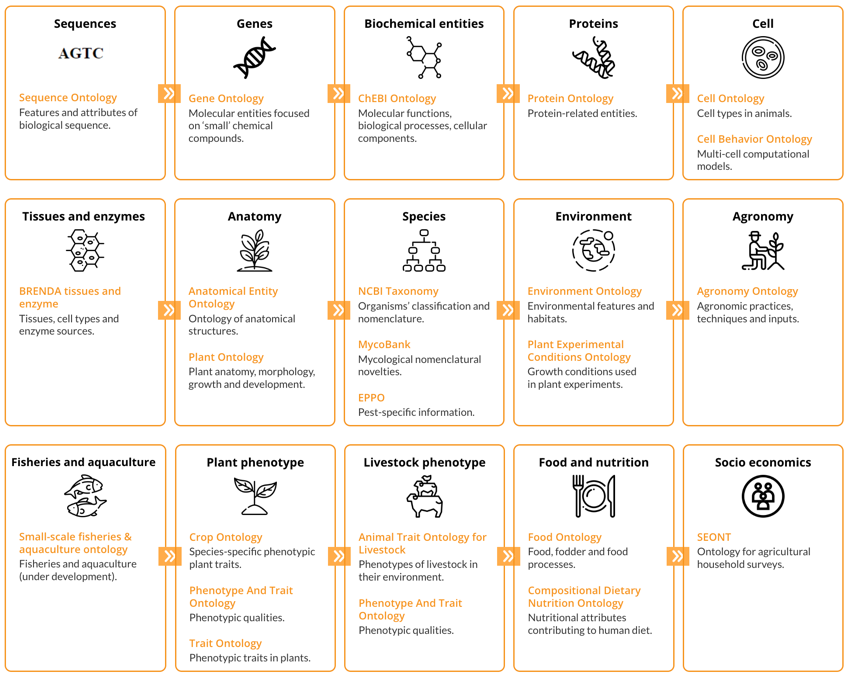 Sequences
AGTC
Sequence Ontology
Features and attributes of
biological sequence.
Genes
Gene Ontology
Molecular entities focused
on ‘small’ chemical
compounds.
Biochemical entities
ChEBI Ontology
Molecular functions,
biological processes, cellular
components.
Proteins
Protein Ontology
Protein-related entities.
Cell
Cell Ontology
Cell types in animals.
Cell Behavior Ontology
Multi-cell computational
models.
Tissues and enzymes
BRENDA tissues and
enzyme
Tissues, cell types and
enzyme sources.
Anatomy
Anatomical Entity
Ontology
Ontology of anatomical
structures.
Plant Ontology
Plant anatomy, morphology,
growth and development.
Species
NCBI Taxonomy
Organisms’ classification and
nomenclature.
MycoBank
Mycological nomenclatural
novelties.
EPPO
Pest-specific information.
Environment
Environment Ontology
Environmental features and
habitats.
Plant Experimental
Conditions Ontology
Growth conditions used
in plant experiments.
Agronomy
Agronomy Ontology
Agronomic practices,
techniques and inputs.
Fisheries and aquaculture
Small-scale fisheries &
aquaculture ontology
Fisheries and aquaculture
(under development).
Plant phenotype
Crop Ontology
Species-specific phenotypic
plant traits.
Phenotype And Trait
Ontology
Phenotypic qualities.
Trait Ontology
Phenotypic traits in plants.
Livestock phenotype
Animal Trait Ontology for
Livestock
Phenotypes of livestock in
their environment.
Phenotype And Trait
Ontology
Phenotypic qualities.
Food and nutrition
Food Ontology
Food, fodder and food
processes.
Compositional Dietary
Nutrition Ontology
Nutritional attributes
contributing to human diet.
Socio economics
SEONT
Ontology for agricultural
household surveys.